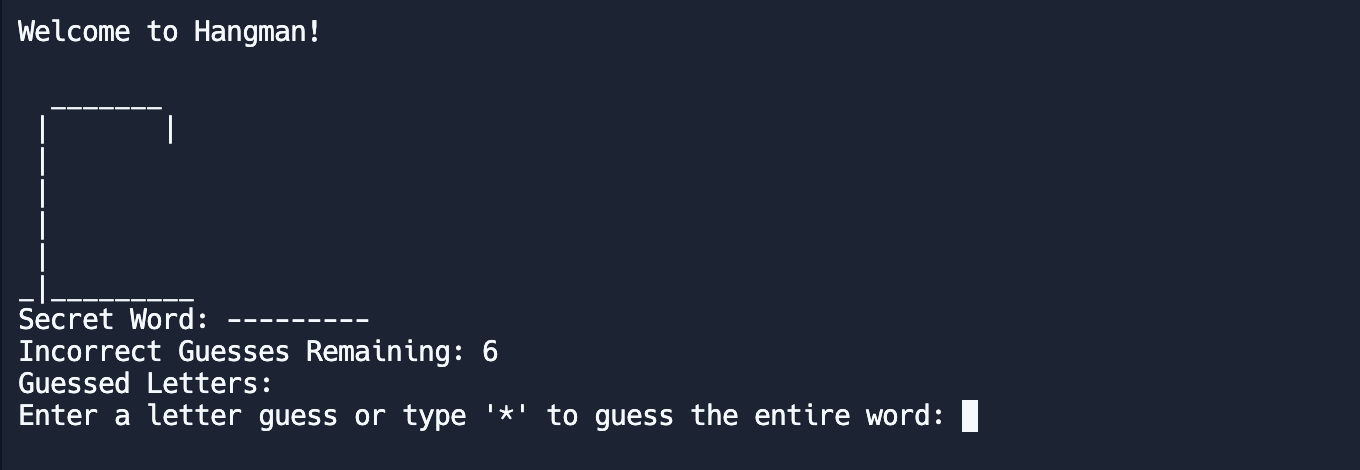 Welcome to Hangman!
  _______
 |       |
 |
 |
 |
 |
_|_________
Secret Word: ---------
Incorrect Guesses Remaining: 6
Guessed Letters:
Enter a letter guess or type '*' to guess the entire word: